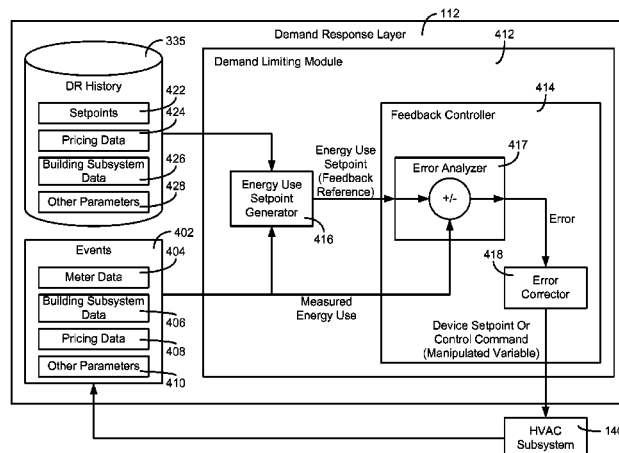 112
Demand Response Layer
412
335
Demand Limiting Module
DR History
422
Setpoints
424
Pricing Data
426
Building Subsystem
Data
428
Other Parameters
414
Feedback Controller
417
Energy Use
Setpoint
(Feedback
Reference)
Error Analyzer
+/-
Energy Use
Setpoint
Generator
416
Error
418
Error
Corrector
Events
402
404
Meter Data
Building Subsystem
Data
406
Pricing Data
408
Other Parameters
410
Measured
Energy Use
Device Setpoint Or
Control Command
(Manipulated Variable)
HVAC
Subsystem